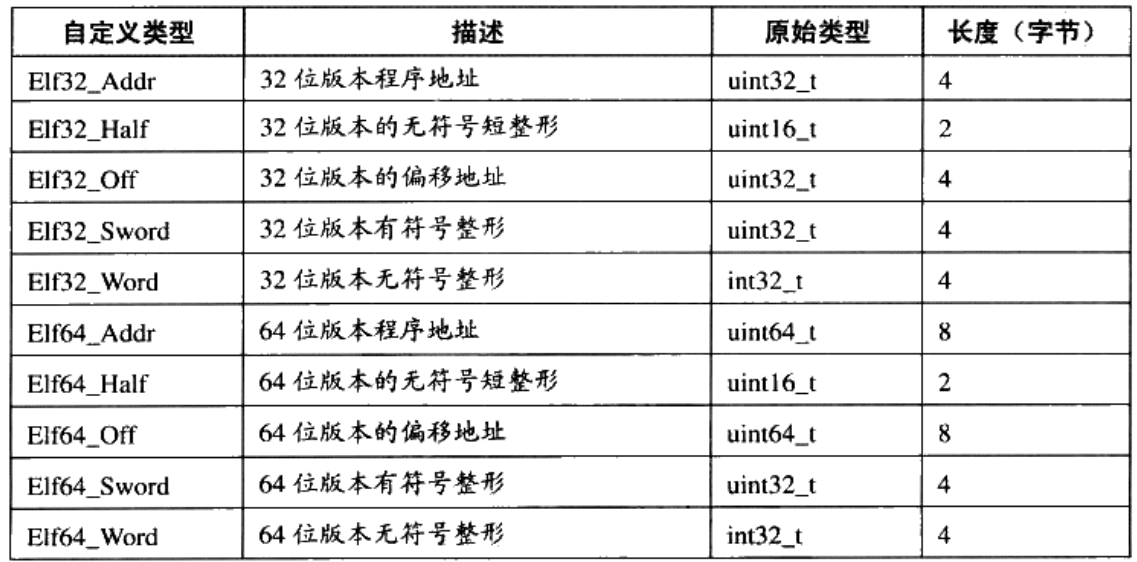 自定义类型 描述 原始类型 长度（字节）
Elf32_Addr 32 位版本程序地址 uint32_t 4
Elf32_Half 32 位版本的无符号短整形 uint16_t 2
Elf32_Off 32 位版本的偏移地址 uint32_t 4
Elf32_Sword 32 位版本有符号整形 uint32_t 4
Elf32_Word 32 位版本无符号整形 int32_t 4
Elf64_Addr 64 位版本程序地址 uint64_t 8
Elf64_Half 64 位版本的无符号短整形 uint16_t 2
Elf64_Off 64 位版本的偏移地址 uint64_t 8
Elf64_Sword 64 位版本有符号整形 uint32_t 4
Elf64_Word 64 位版本无符号整形 int32_t 4